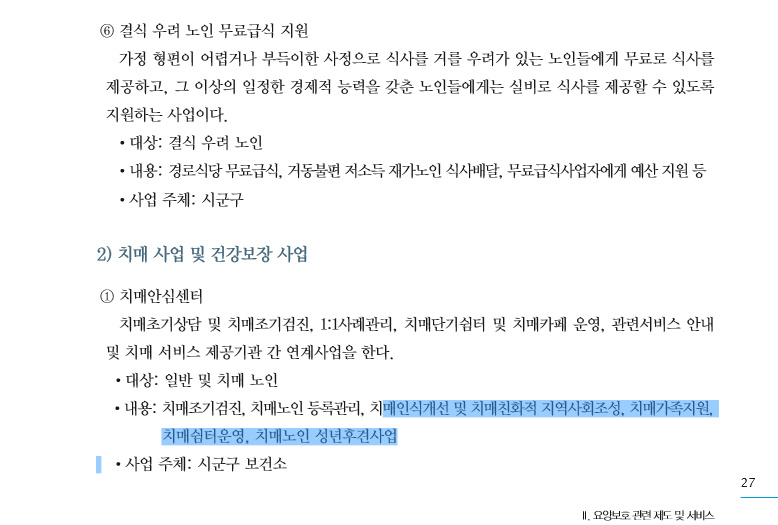 ⑥ 결식 우려 노인 무료급식 지원
가정 형편이 어렵거나 부득이한 사정으로 식사를 거를 우려가 있는 노인들에게 무료로 식사를
제공하고, 그 이상의 일정한 경제적 능력을 갖춘 노인들에게는 실비로 식사를 제공할 수 있도록
지원하는 사업이다.
• 대상: 결식 우려 노인
• 내용: 경로식당 무료급식, 거동불편 저소득 재가노인 식사배달, 무료급식사업자에게 예산 지원 등
• 사업 주체: 시군구
2) 치매 사업 및 건강보장 사업
① 치매안심센터
치매초기상담 및 치매조기검진, 1:1사례관리, 치매단기쉼터 및 치매카페 운영, 관련서비스 안내
및 치매 서비스 제공기관 간 연계사업을 한다.
• 대상: 일반 및 치매 노인
• 내용: 치매조기검진, 치매노인 등록관리, 치매인식개선 및 치매친화적 지역사회조성, 치매가족지원,
치매쉼터운영, 치매노인 성년후견사업
• 사업 주체: 시군구 보건소
27
Ⅱ. 요양보호 관련 제도 및 서비스